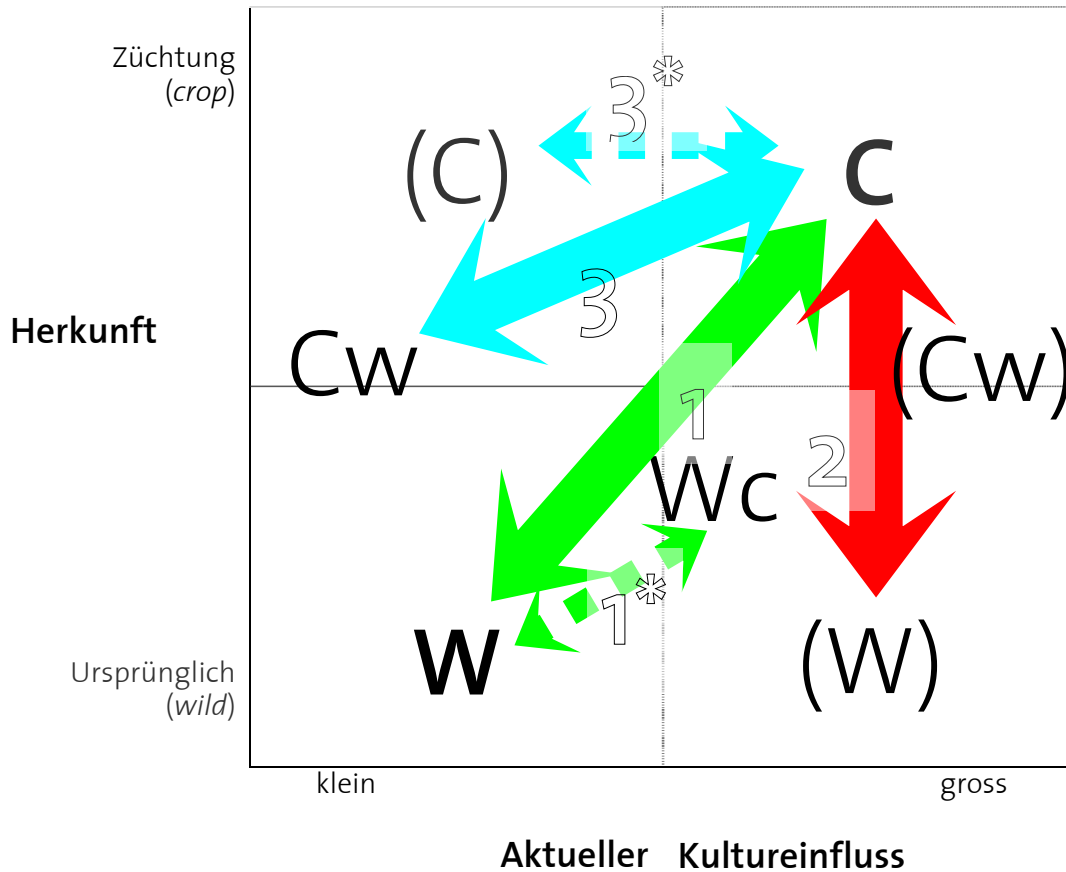 Züchtung
(crop)
3*
(C)
C
3
Herkunft
Cw
(Cw)
1
2
Wc
1*
W
(W)
Ursprünglich
(wild)
klein
gross
Aktueller Kultureinfluss